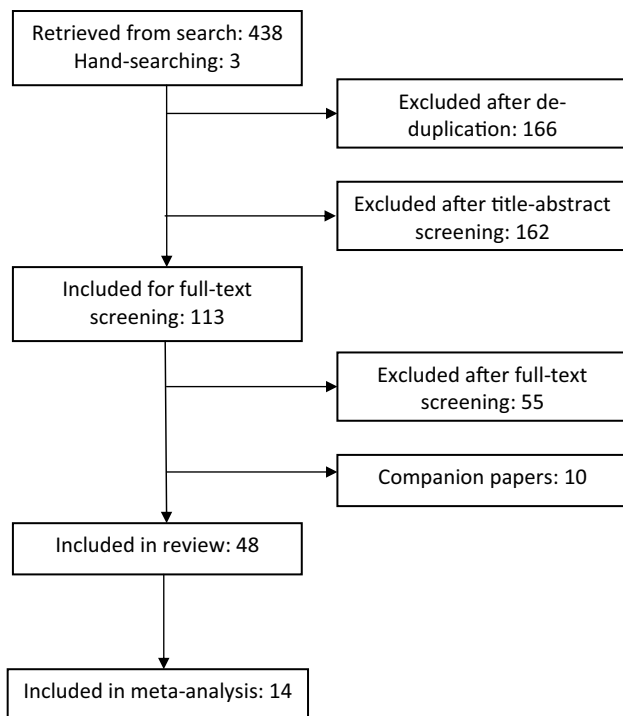 Retrieved from search: 438
Hand-searching: 3
Excluded after de-
duplication: 166
Excluded after title-abstract
screening: 162
Included for full-text
screening: 113
Excluded after full-text
screening: 55
Companion papers: 10
Included in review: 48
Included in meta-analysis: 14